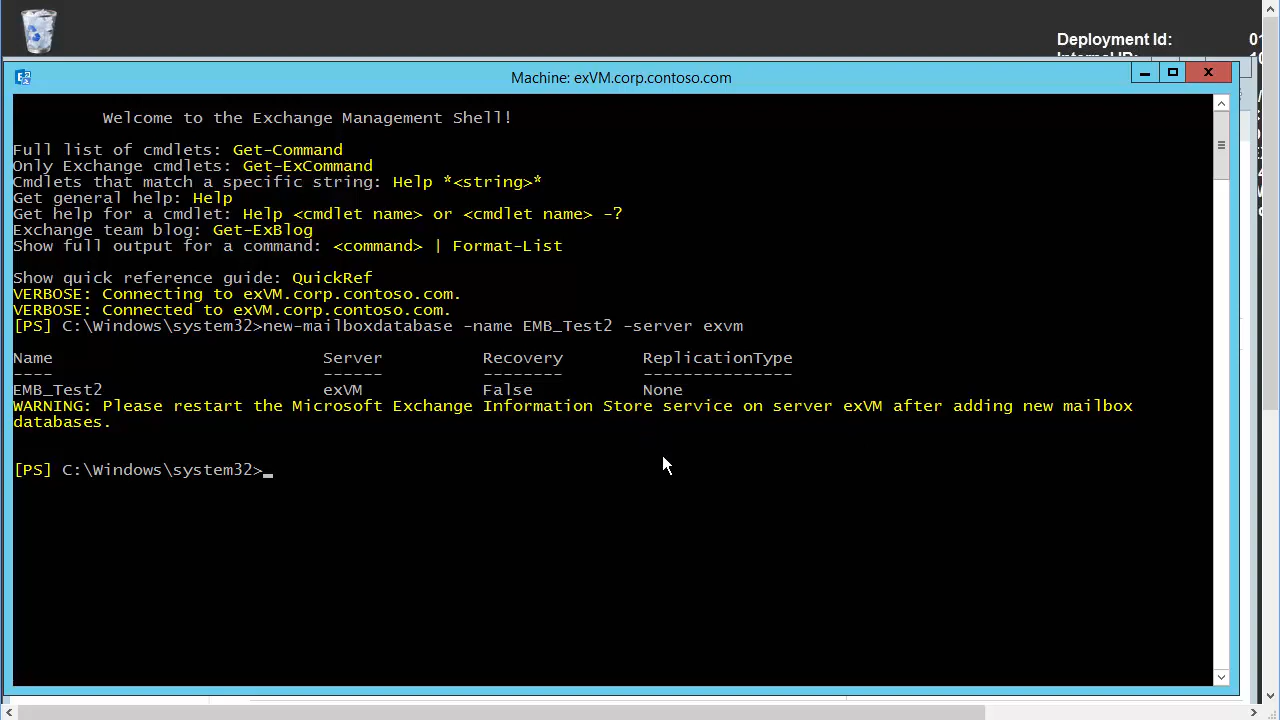 Deployment Id:
Machine: exVM.corp.contoso.com
Welcome to the Exchange Management Shell!
Full list of cmdlets: Get-Command
Only Exchange cmdlets: Get-ExCommand
Cmdlets that match a specific string: Help *<string>*
Get general help: Help
Get help for a cmdlet: Help <cmdlet name> or <cmdlet name> -?
Exchange team blog: Get-ExBlog
Show full output for a command: <command> | Format-List
Show quick reference guide: QuickRef
VERBOSE: Connecting to exVM.corp.contoso.com.
VERBOSE: Connected to exVM.corp.contoso.com.
[PS] C:\Windows\system32>new-mailboxdatabase -name EMB_Test2 -server exvm
Name Server Recovery ReplicationType
---- ------ -------- ---------------
EMB_Test2 exVM False None
WARNING: Please restart the Microsoft Exchange Information Store service on server exVM after adding new mailbox
databases.
[PS] C:\Windows\system32>_